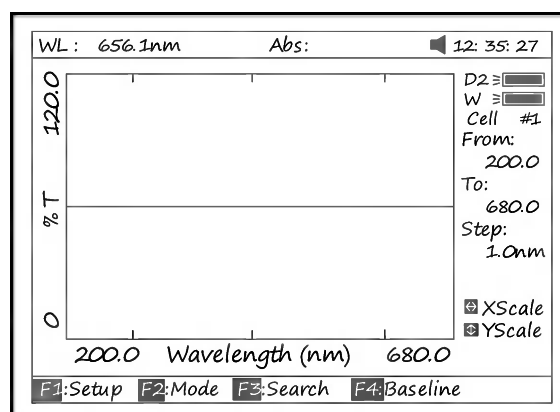 WL: 656.1nm Abs: 12:35:27
120.0
% T
0
200.0 Wavelength (nm) 680.0
D2
W
Cell #1
From:
200.0
To:
680.0
Step:
1.0nm
XScale
YScale
F1:Setup F2:Mode F3:Search F4:Baseline